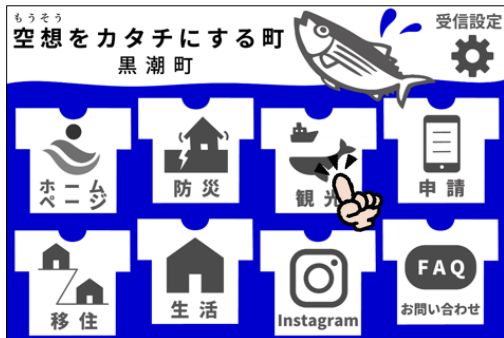 もうそう
空想をカタチにする町
黒潮町
受信設定
ホーム
ページ
防災
観光
申請
移住
生活
Instagram
FAQ
お問い合わせ